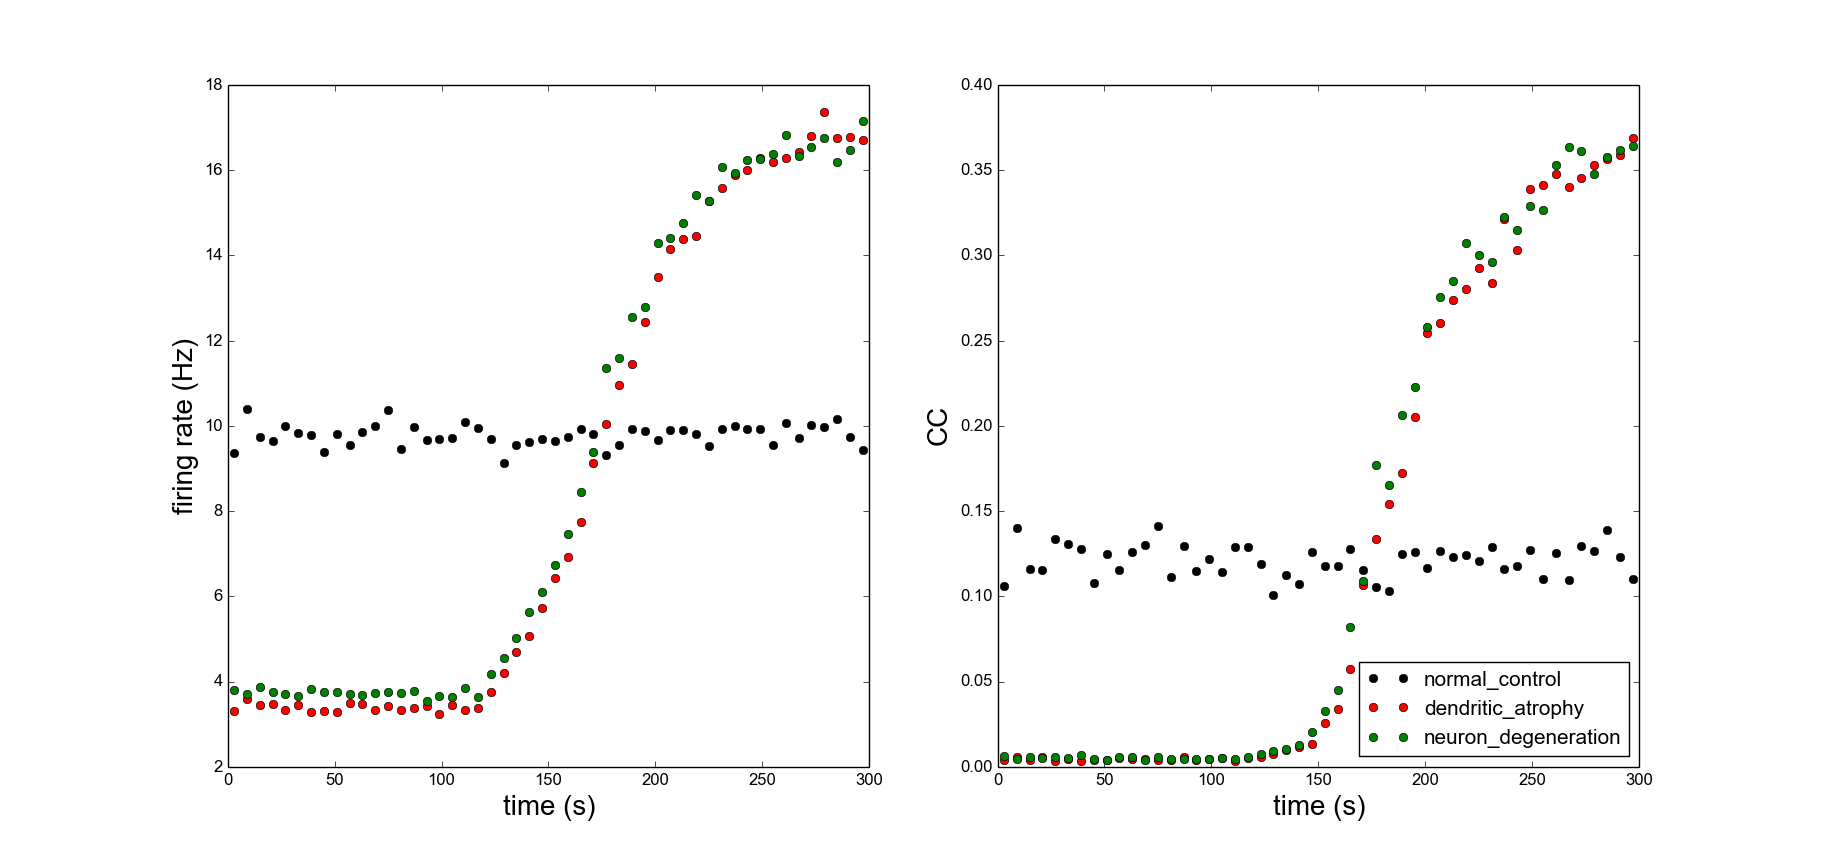 18
16
14
12
10
8
6
4
2
firing rate (Hz)
0 50 100 150 200 250 300
time (s)
0.40
0.35
0.30
0.25
0.20
0.15
0.10
0.05
0.00
CC
normal_control
dendritic_atrophy
neuron_degeneration
0 50 100 150 200 250 300
time (s)